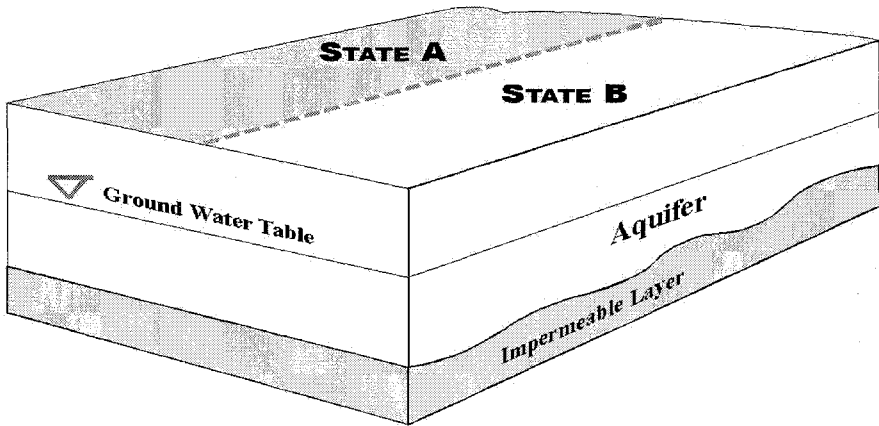 STATE A
STATE B
Ground Water Table
Aquifer
Impermeable Layer